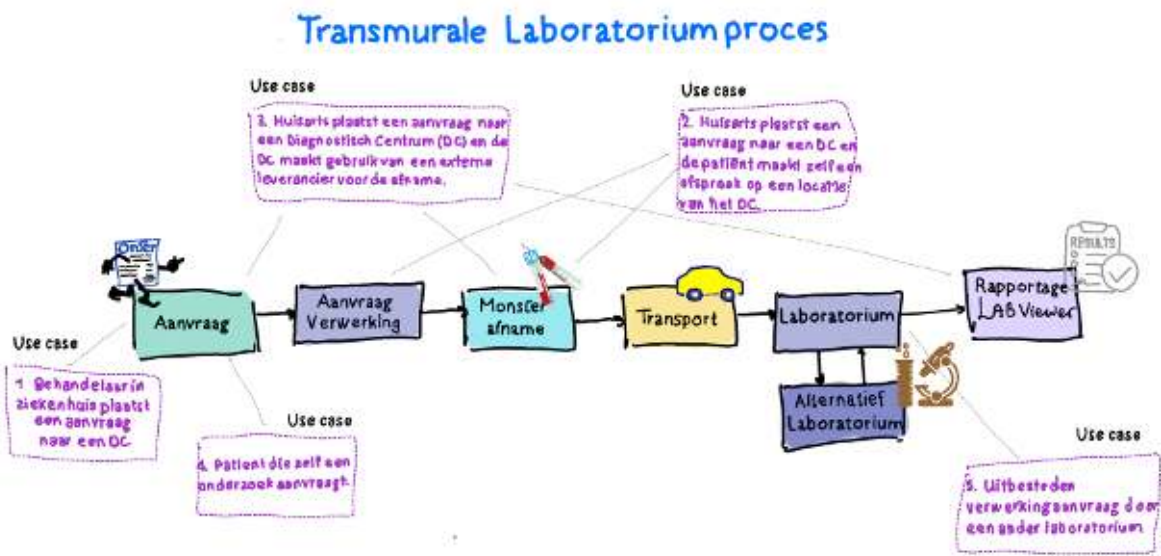 Transmurale Laboratorium proces
Use case
3. Huisarts plaatst een aanvraag naar
een Diagnostisch Centrum (DC) en de
DC maakt gebruik van een externe
leverancier voor de afname.
Use case
2. Huisarts plaatst een
aanvraag naar een DC en
de patiënt maakt zelf een
afspraak op een locatie
van het DC.
Order
RESULTS
Aanvraag
Aanvraag
Verwerking
Monster
afname
Transport
Laboratorium
Rapportage
LAB Viewer
Alternatief
Laboratorium
Use case
1. Behandelaar in
ziekenhuis plaatst
een aanvraag
naar een DC
Use case
4. Patient die zelf een
onderzoek aanvraagt.
Use case
5. Uitbesteden
verwerking aanvraag door
een ander laboratorium